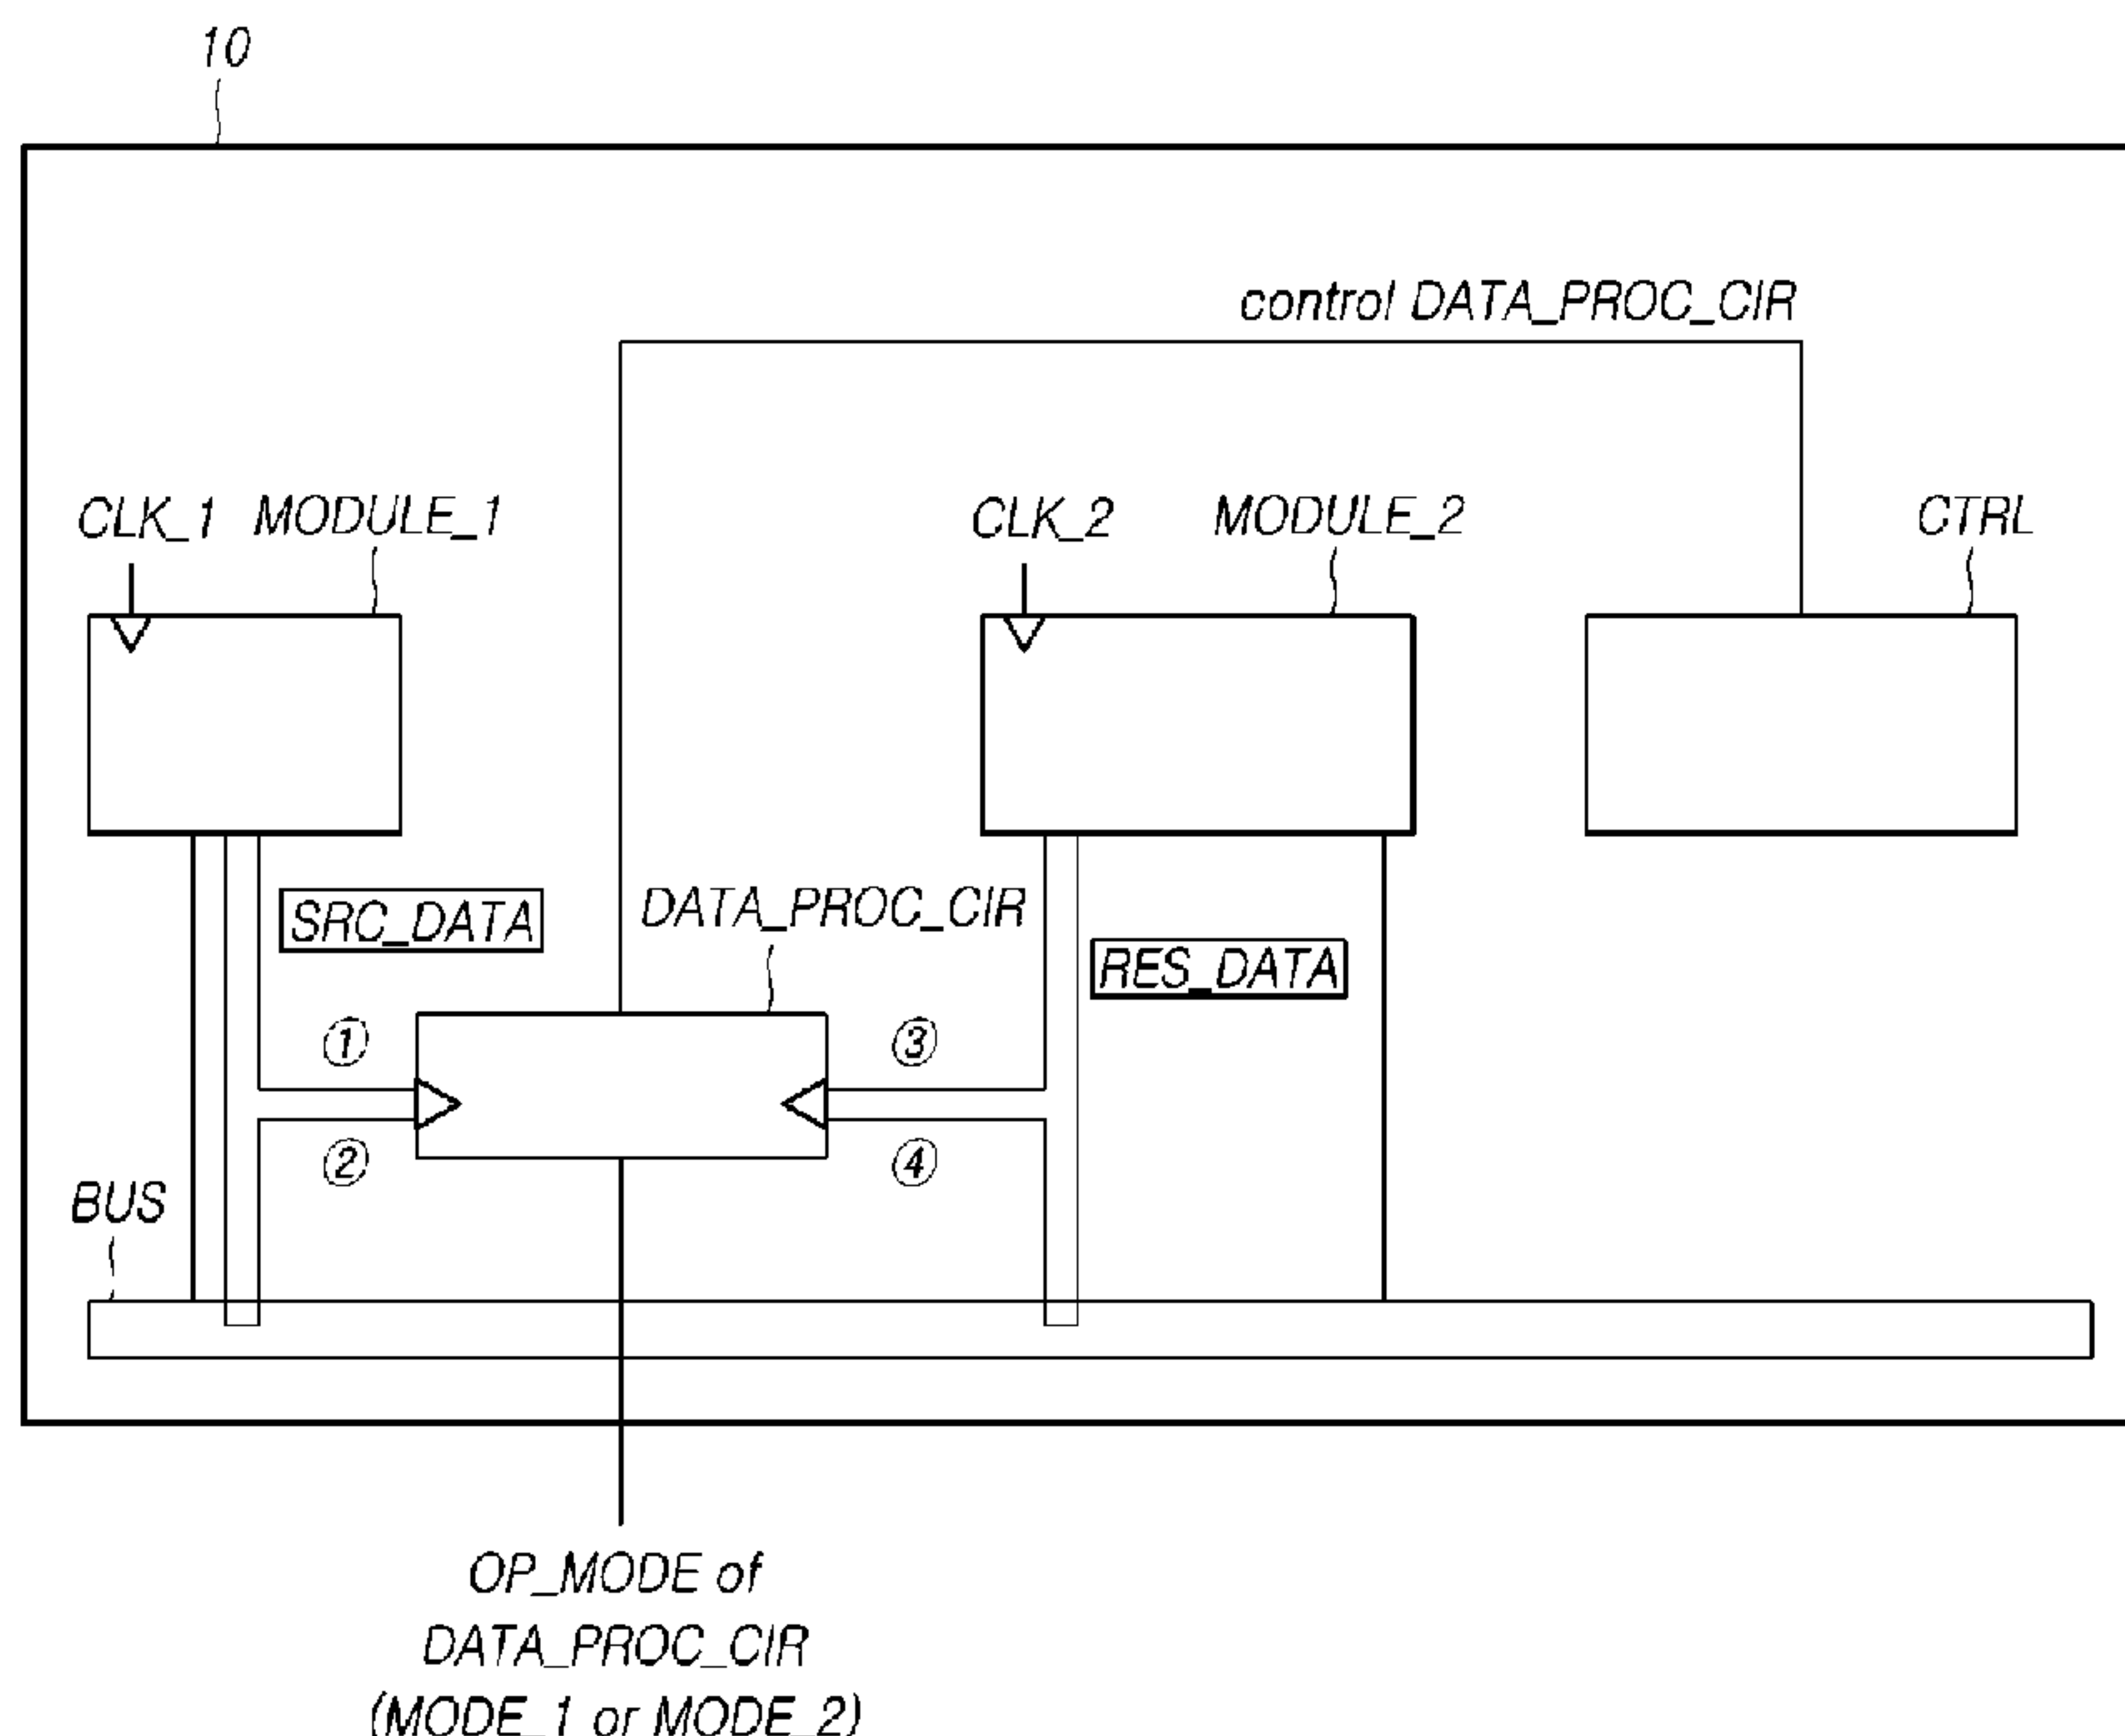 10
control DATA_PROC_CIR
CLK_1
MODULE_1
CLK_2
MODULE_2
CTRL
SRC_DATA
DATA_PROC_CIR
RES_DATA
①
③
②
④
BUS
OP_MODE of
DATA_PROC_CIR
(MODE_1 or MODE_2)